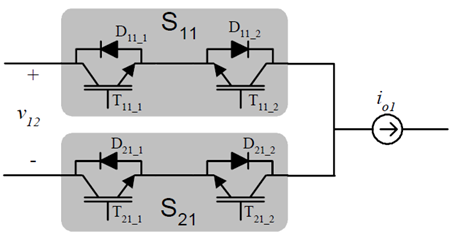 S11
D11_1
D11_2
+
T11_1
T11_2
v12
io1
-
D21_1
D21_2
T21_1
T21_2
S21